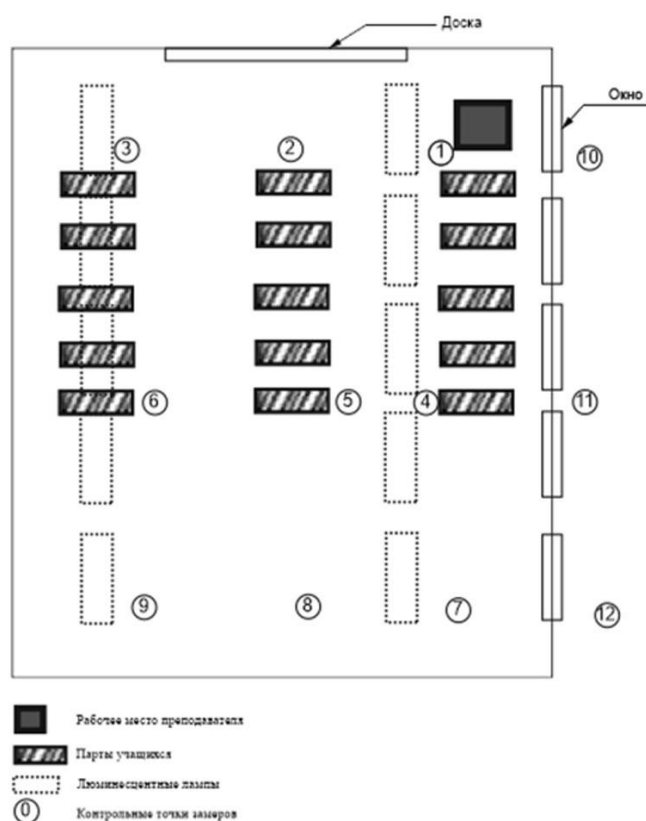 Доска
Окно
3
2
1
10
6
5
4
11
9
8
7
12
Рабочее место преподавателя
Парты учащихся
Люминесцентные лампы
0
Контрольные точки замеров